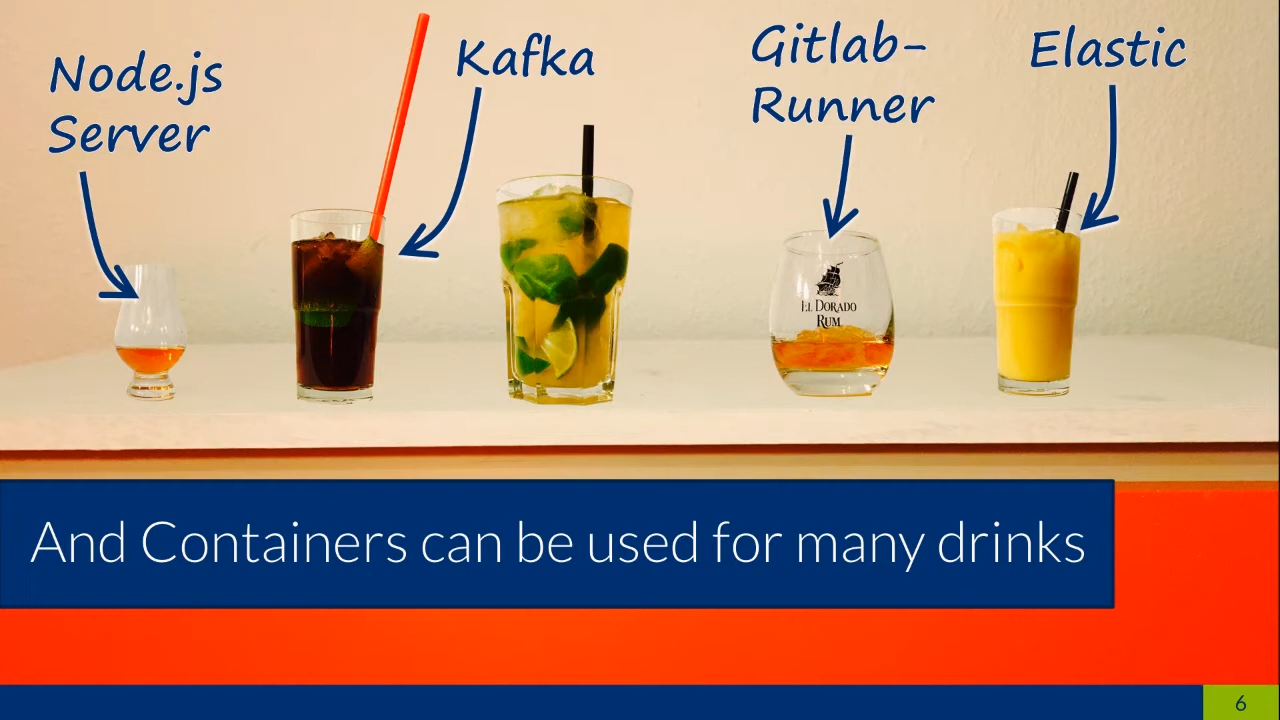 Node.js
Server
Kafka
Gitlab-
Runner
Elastic
EL DORADO
RUM
And Containers can be used for many drinks
6